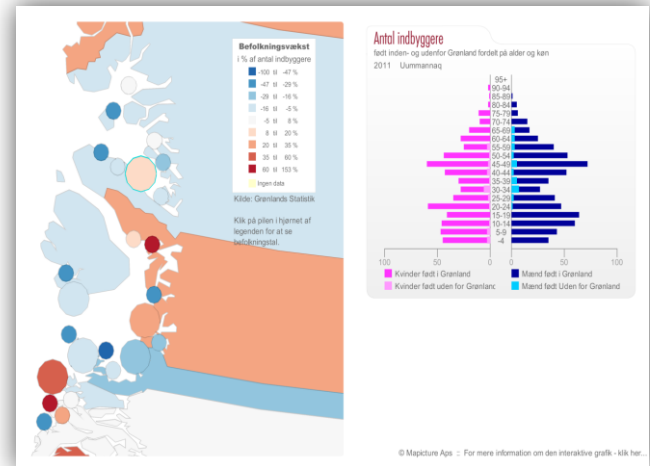 Befolkningsvækst
i % af antal indbyggere
-100 til -47 %
-47 til -29 %
-29 til -16 %
-16 til -5 %
-5 til 8 %
8 til 20 %
20 til 35 %
35 til 60 %
60 til 153 %
Ingen data
Kilde: Grønlands Statistik
Klik på pilen i hjørnet af
legenden for at se
befolkningstal.
Antal indbyggere
født inden- og udenfor Grønland fordelt på alder og køn
2011 Uummannaq
95+
90-94
85-89
80-84
75-79
70-74
65-69
60-64
55-59
50-54
45-49
40-44
35-39
30-34
25-29
20-24
15-19
10-14
5-9
-4
100 50 0 0 50 100
Kvinder født i Grønland
Mænd født i Grønland
Kvinder født uden for Grønland
Mænd født Uden for Grønland
© Mapicture Aps :: For mere information om den interaktive grafik - klik her...